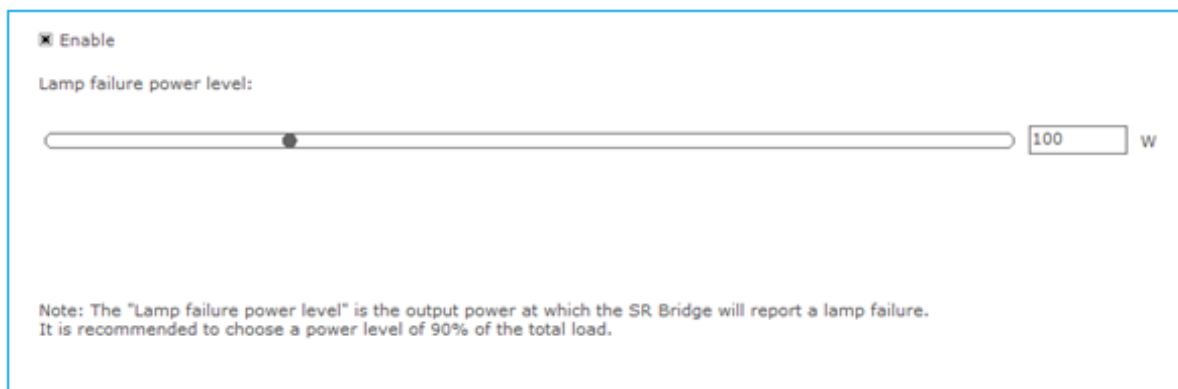 Enable
Lamp failure power level:
100 W
Note: The "Lamp failure power level" is the output power at which the SR Bridge will report a lamp failure.
It is recommended to choose a power level of 90% of the total load.